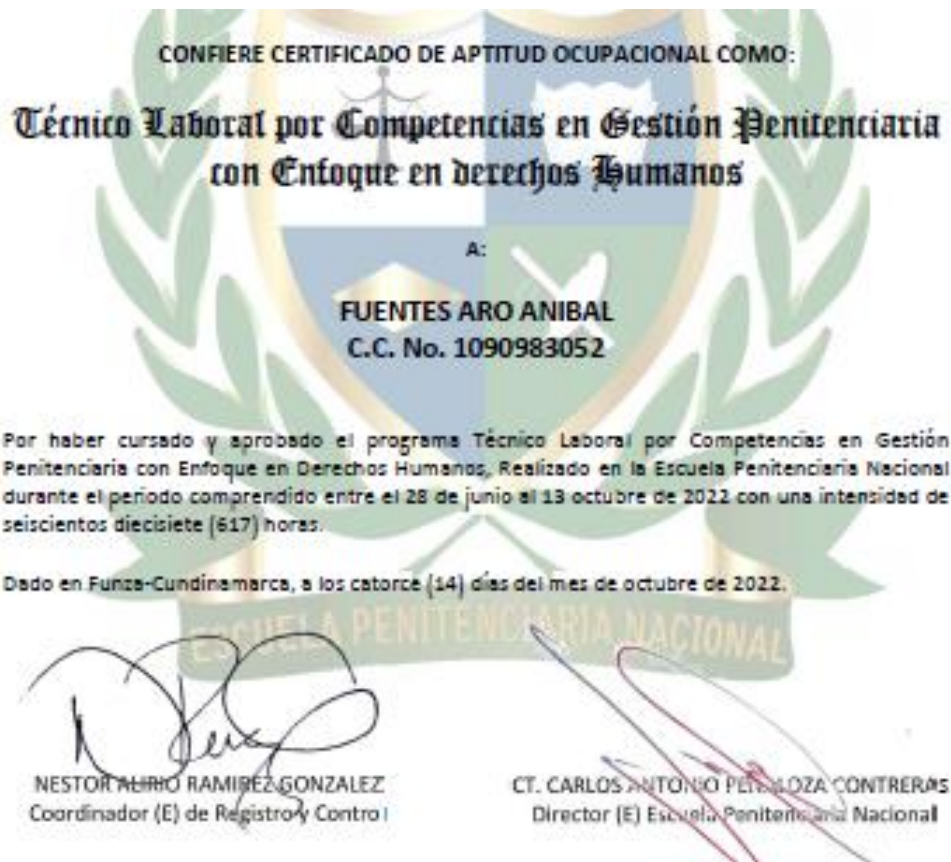 CONFIERE CERTIFICADO DE APTITUD OCUPACIONAL COMO:
Técnico Laboral por Competencias en Gestión Penitenciaria
con Enfoque en derechos Humanos
A:
FUENTES ARO ANIBAL
C.C. No. 1090983052
Por haber cursado y aprobado el programa Técnico Laboral por Competencias en Gestión
Penitenciaria con Enfoque en Derechos Humanos, Realizado en la Escuela Penitenciaria Nacional
durante el periodo comprendido entre el 28 de junio al 13 octubre de 2022 con una intensidad de
seiscientos diecisiete (617) horas.
Dado en Funza-Cundinamarca, a los catorce (14) días del mes de octubre de 2022.
ESCUELA PENITENCIARIA NACIONAL
NESTOR ALIRIO RAMIREZ GONZALEZ
Coordinador (E) de Registro y Control
CT. CARLOS ANTONIO PEÑALOZA CONTRERAS
Director (E) Escuela Penitenciaria Nacional